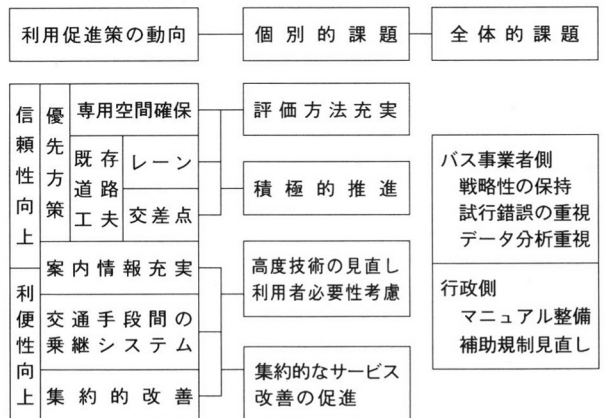 利用促進策の動向
個別的課題
全体的課題
信頼性向上
優先方策
専用空間確保
既存
道路
工夫
レーン
交差点
案内情報充実
利便性向上
交通手段間の
乗継システム
集約的改善
評価方法充実
積極的推進
高度技術の見直し
利用者必要性考慮
集約的なサービス
改善の促進
バス事業者側
戦略性の保持
試行錯誤の重視
データ分析重視
行政側
マニュアル整備
補助規制見直し